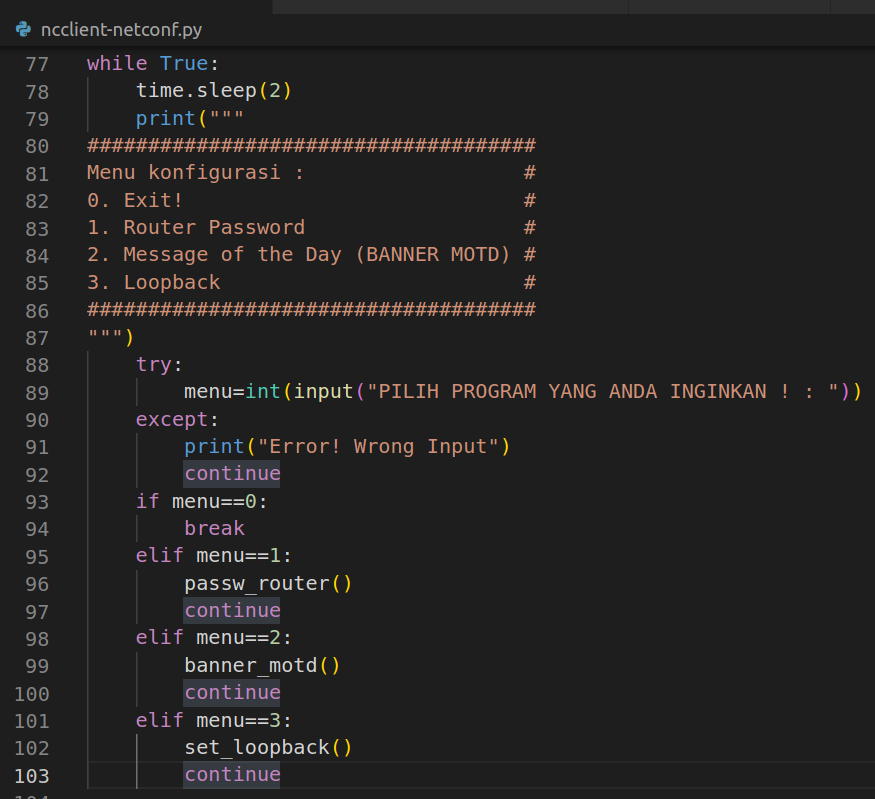 ncclient-netconf.py
77 while True:
78     time.sleep(2)
79     print("""
80 #####################################
81 Menu konfigurasi :                  #
82 0. Exit!                            #
83 1. Router Password                  #
84 2. Message of the Day (BANNER MOTD) #
85 3. Loopback                         #
86 #####################################
87 """)
88     try:
89         menu=int(input("PILIH PROGRAM YANG ANDA INGINKAN ! : "))
90     except:
91         print("Error! Wrong Input")
92         continue
93     if menu==0:
94         break
95     elif menu==1:
96         passw_router()
97         continue
98     elif menu==2:
99         banner_motd()
100         continue
101     elif menu==3:
102         set_loopback()
103         continue